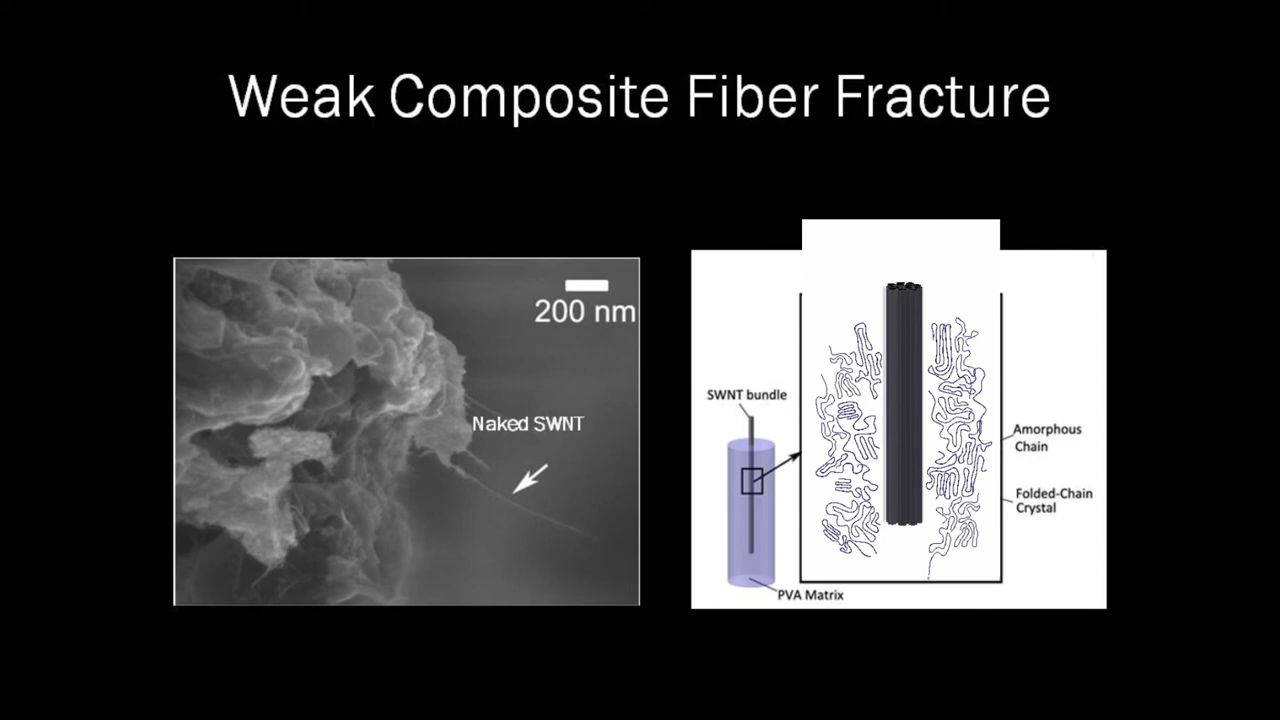 Weak Composite Fiber Fracture
200 nm
Naked SWNT
SWNT bundle
Amorphous
Chain
Folded-Chain
Crystal
PVA Matrix